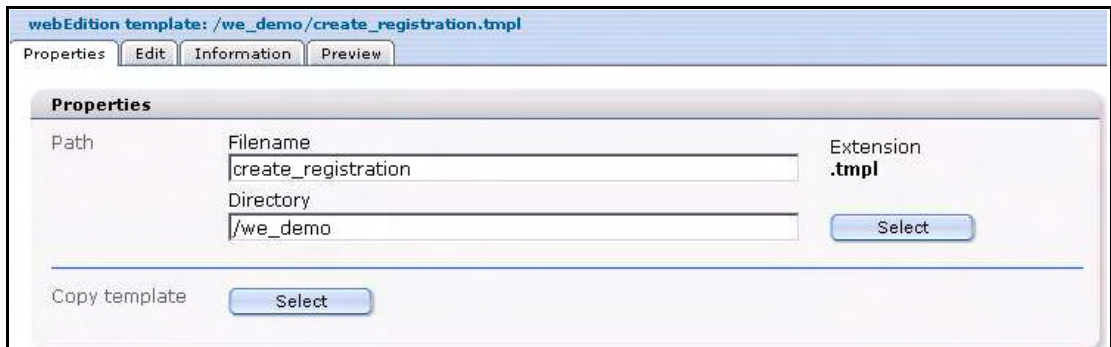 webEdition template: /we_demo/create_registration.tmpl
Properties Edit Information Preview
Properties
Path Filename Extension
create_registration .tmpl
Directory
/we_demo Select
Copy template Select